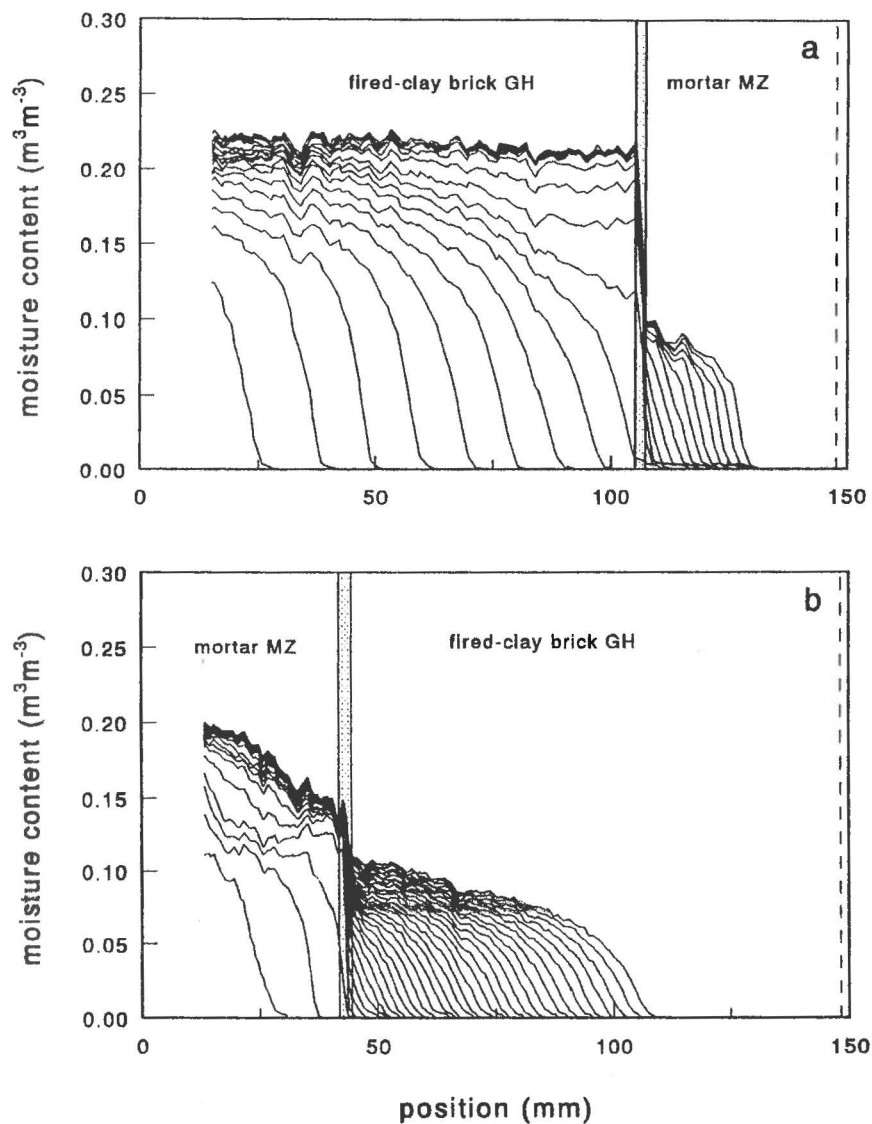 a
fired-clay brick GH
mortar MZ
moisture content (m³m⁻³)
0.30
0.25
0.20
0.15
0.10
0.05
0.00
0
50
100
150
b
mortar MZ
fired-clay brick GH
moisture content (m³m⁻³)
0.30
0.25
0.20
0.15
0.10
0.05
0.00
0
50
100
150
position (mm)